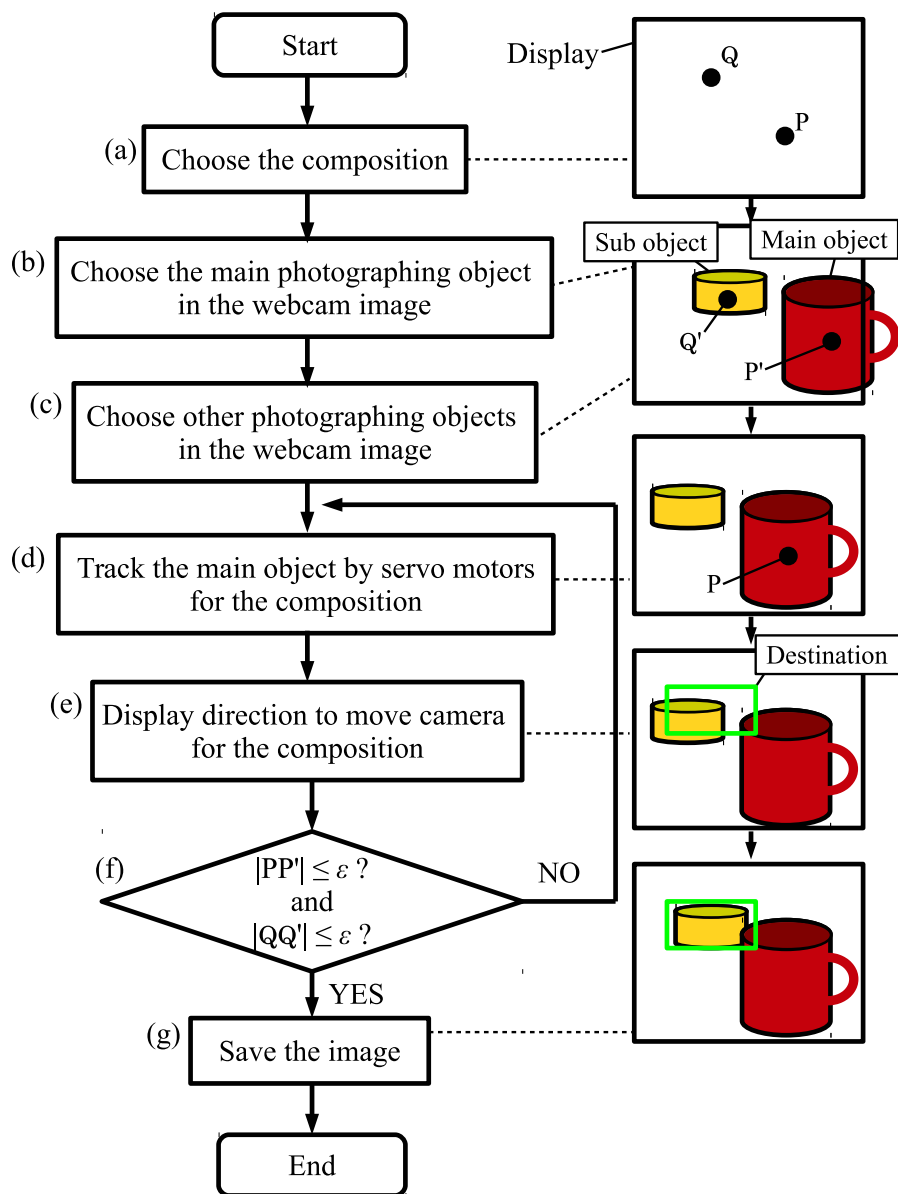 Start
Display
Q
P
(a)
Choose the composition
Sub object
Main object
(b)
Choose the main photographing object
in the webcam image
Q'
P'
(c)
Choose other photographing objects
in the webcam image
(d)
Track the main object by servo motors
for the composition
P
Destination
(e)
Display direction to move camera
for the composition
(f)
|PP'| ≤ ε ?
and
|QQ'| ≤ ε ?
NO
YES
(g)
Save the image
End